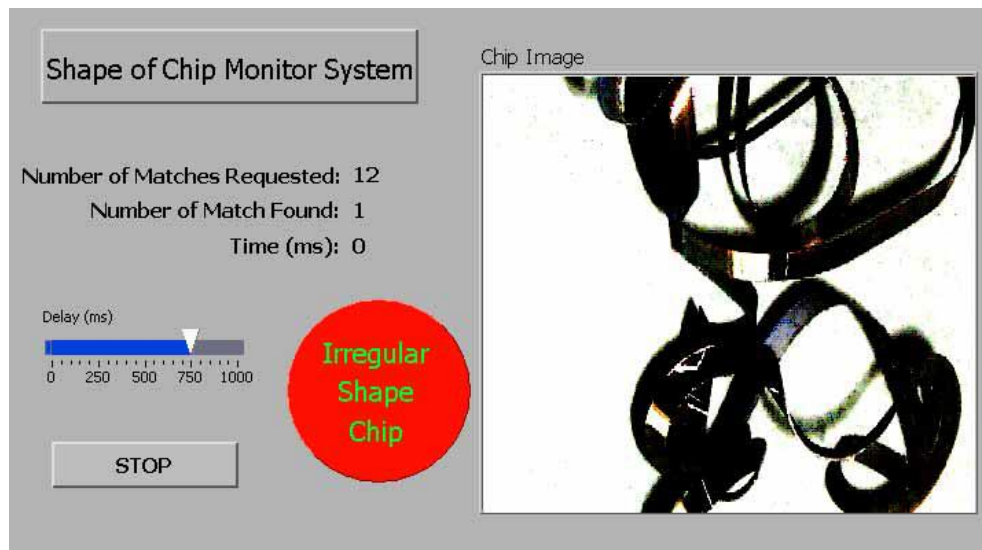 Shape of Chip Monitor System
Chip Image
Number of Matches Requested: 12
Number of Match Found: 1
Time (ms): 0
Delay (ms)
0 250 500 750 1000
Irregular
Shape
Chip
STOP